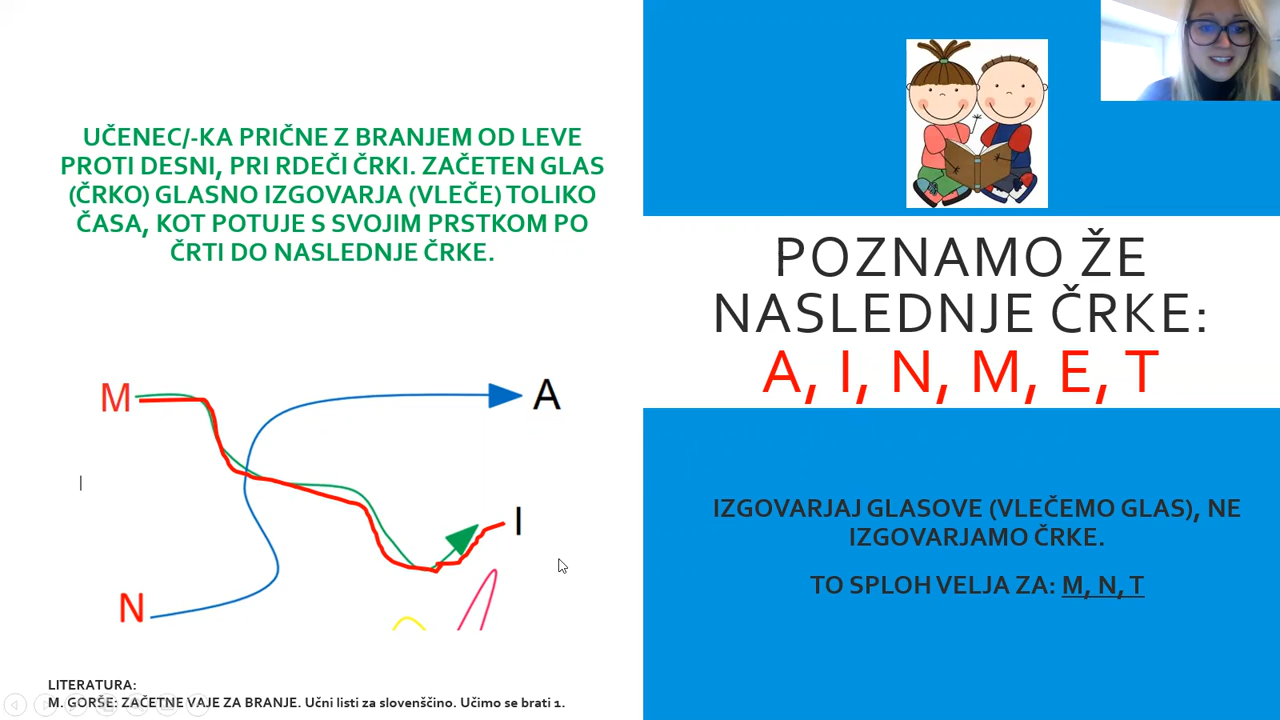 UČENEC/-KA PRIČNE Z BRANJEM OD LEVE
PROTI DESNI, PRI RDEČI ČRKI. ZAČETEN GLAS
(ČRKO) GLASNO IZGOVARJA (VLEČE) TOLIKO
ČASA, KOT POTUJE S SVOJIM PRSTKOM PO
ČRTI DO NASLEDNJE ČRKE.
M
A
I
N
LITERATURA:
M. GORŠE: ZAČETNE VAJE ZA BRANJE. Učni listi za slovenščino. Učimo se brati 1.
POZNAMO ŽE
NASLEDNJE ČRKE:
A, I, N, M, E, T
IZGOVARJAJ GLASOVE (VLEČEMO GLAS), NE
IZGOVARJAMO ČRKE.
TO SPLOH VELJA ZA: M, N, T